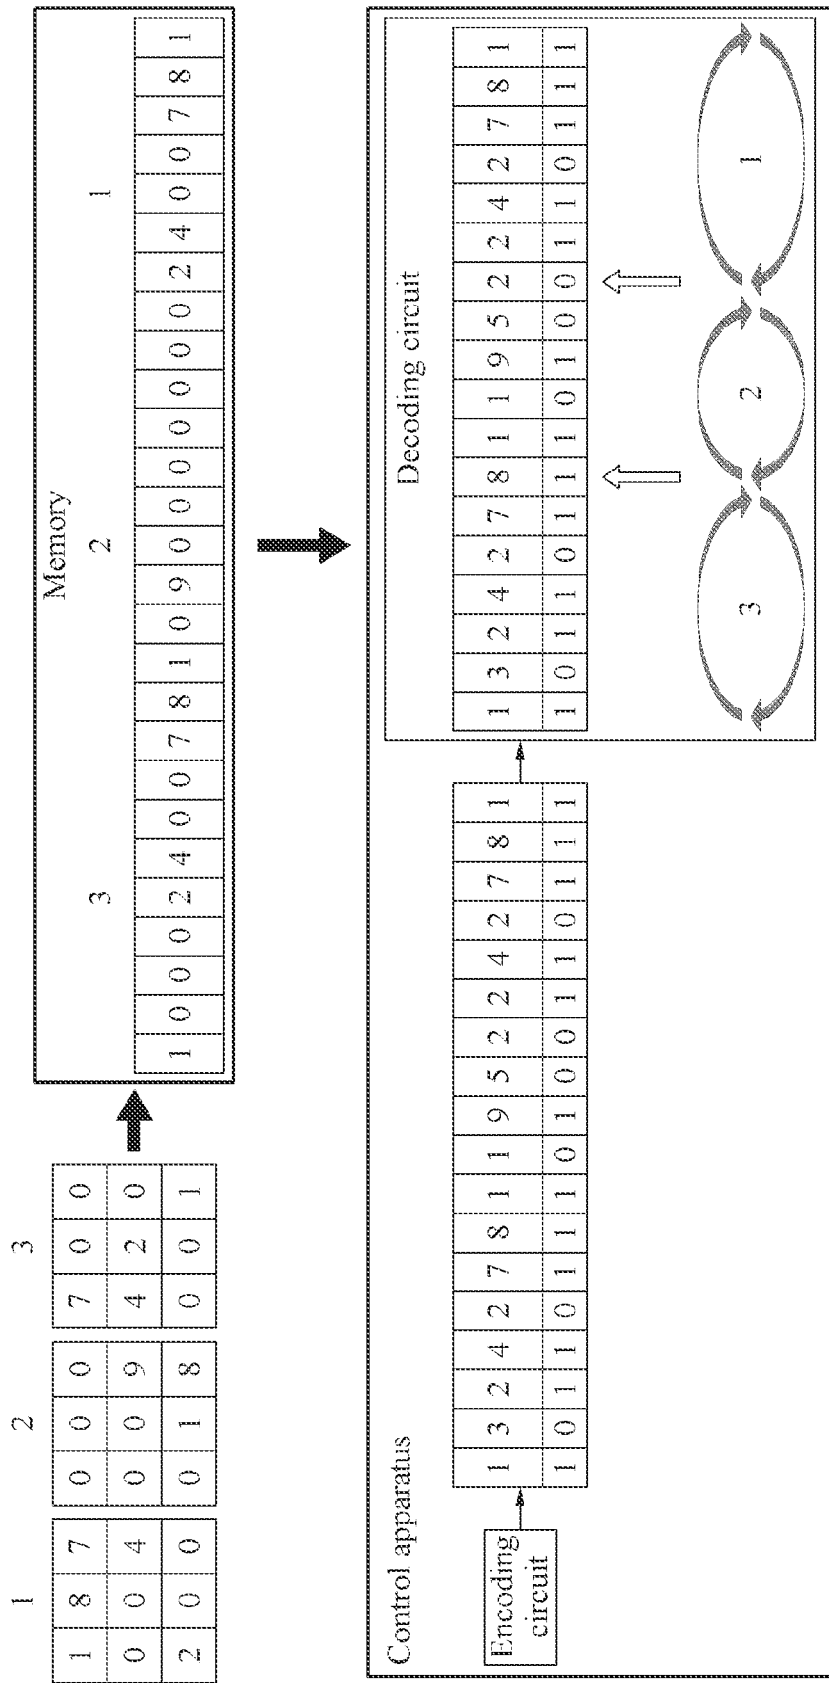 1 2 3
1 8 7 0 0 0 7 0 0
0 0 4 0 0 9 4 2 0
2 0 0 0 1 8 0 0 1
Memory
3 2 1
1 0 0 0 2 4 0 0 7 8 1 0 9 0 0 0 0 0 0 0 2 4 0 0 7 8 1
Control apparatus
Encoding
circuit
1 3 2 4 2 7 8 1 1 9 5 2 2 4 2 7 8 1
1 0 1 1 0 1 1 1 0 1 0 0 1 1 0 1 1 1
Decoding circuit
1 3 2 4 2 7 8 1 1 9 5 2 2 4 2 7 8 1
1 0 1 1 0 1 1 1 0 1 0 0 1 1 0 1 1 1
3 2 1